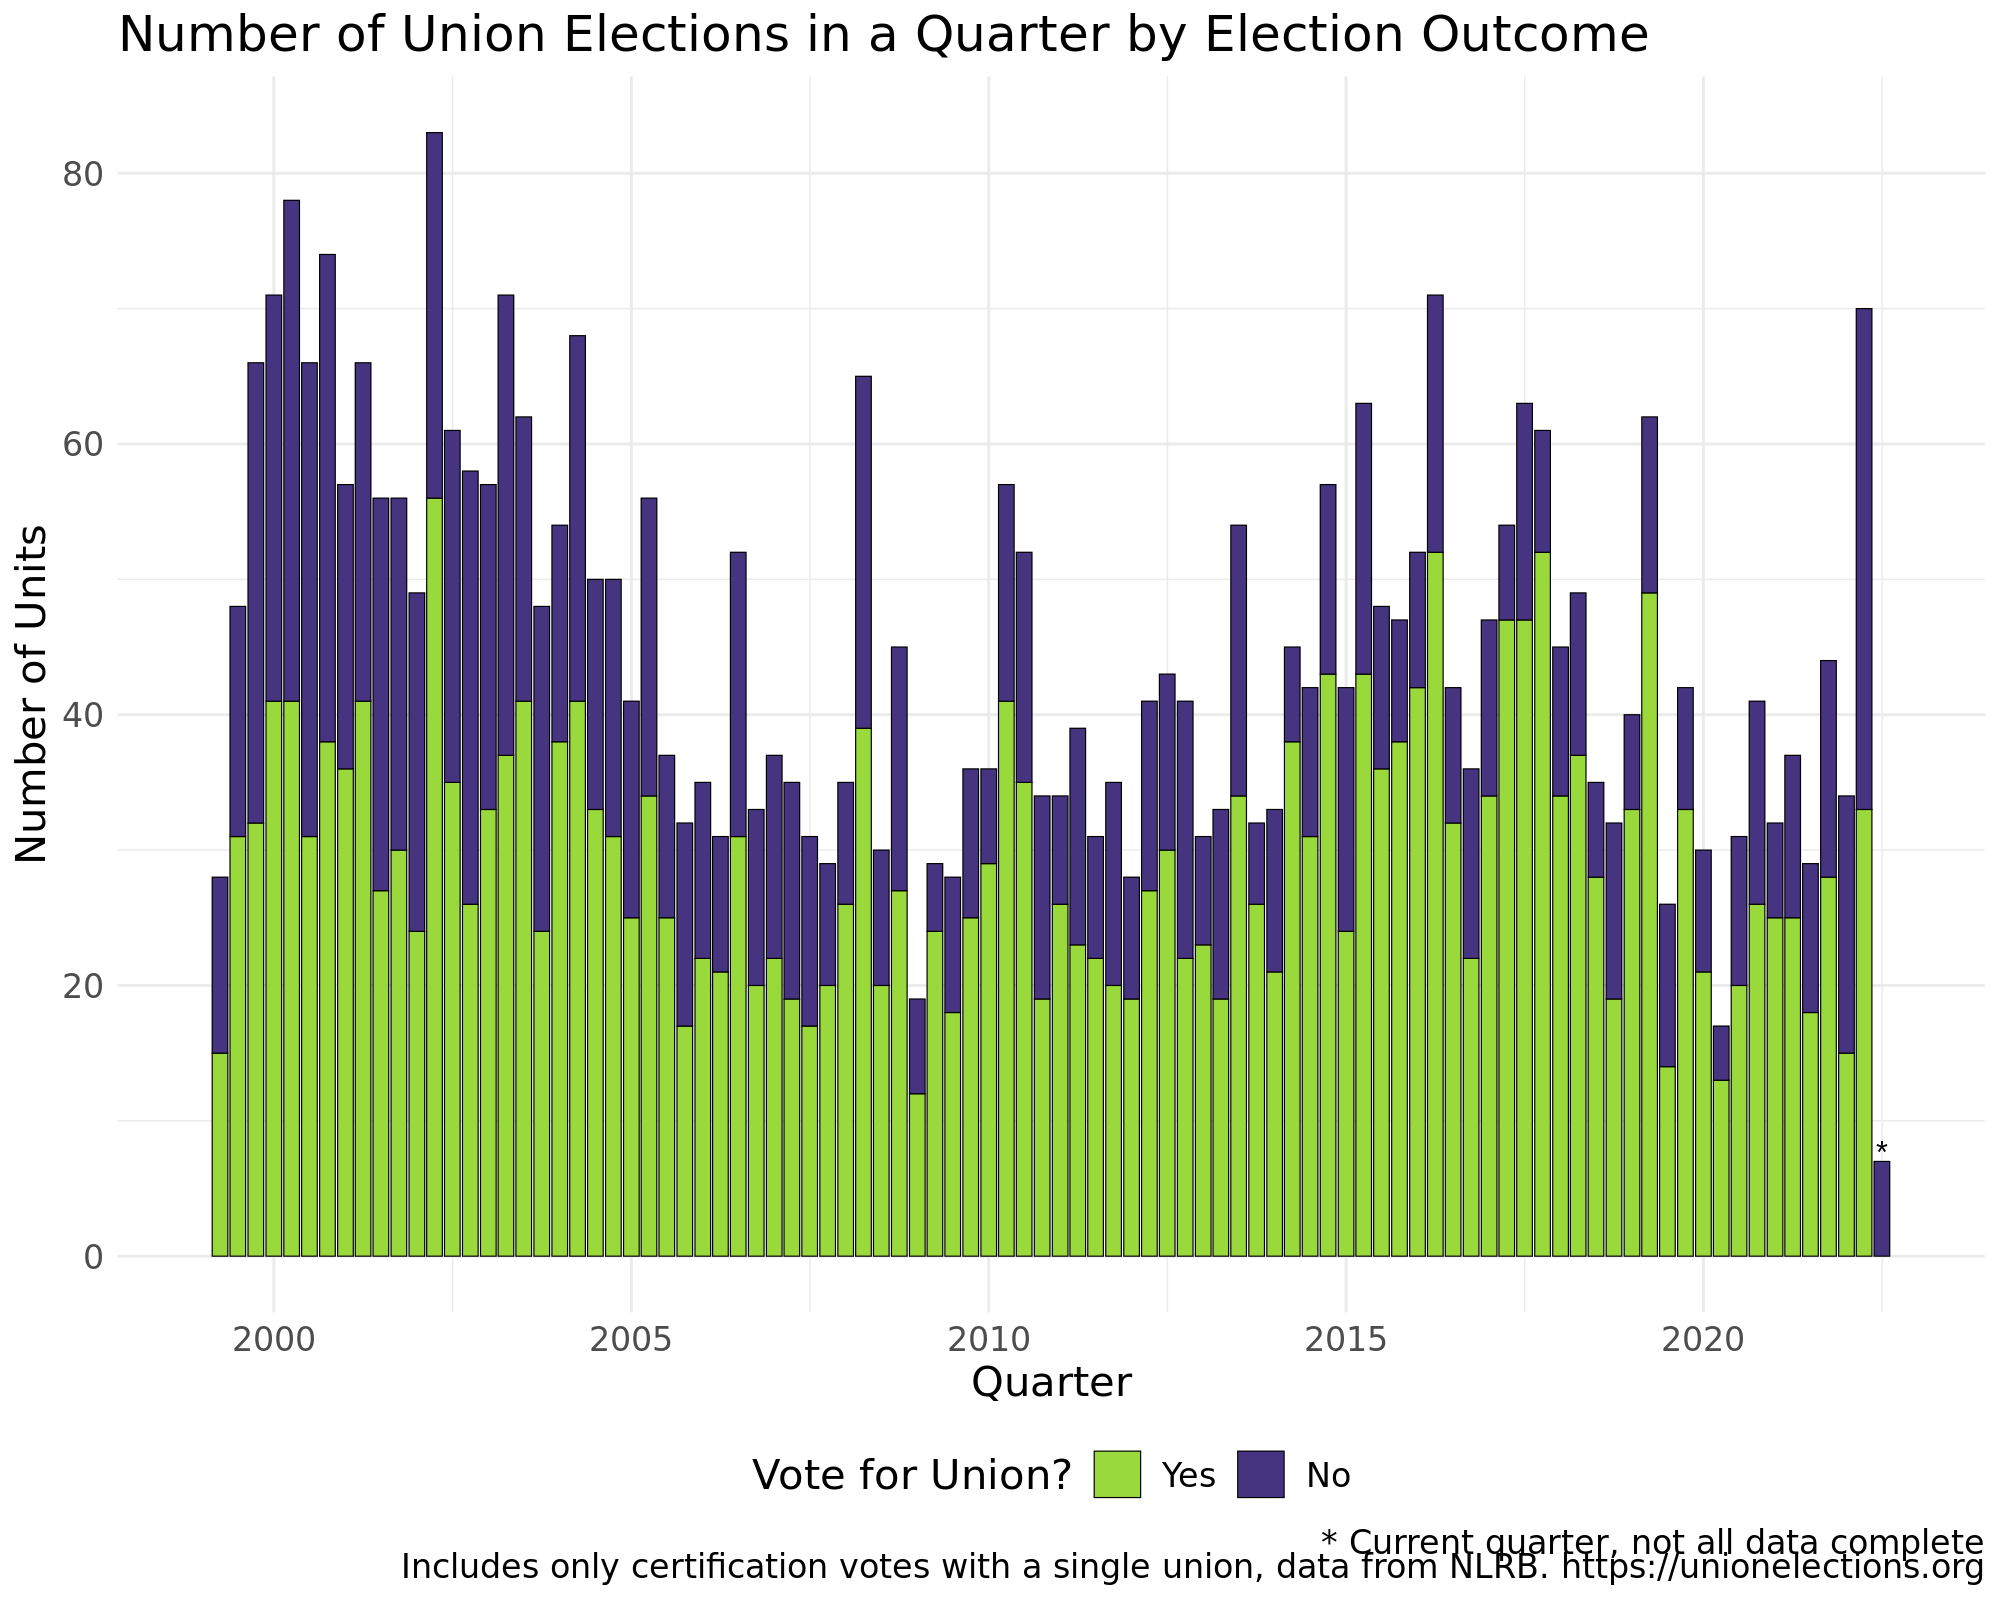 Number of Union Elections in a Quarter by Election Outcome
80
60
40
20
0
Number of Units
*
2000 2005 2010 2015 2020
Quarter
Vote for Union? Yes No
* Current quarter, not all data complete
Includes only certification votes with a single union, data from NLRB. https://unionelections.org